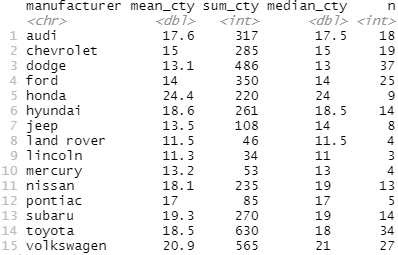 manufacturer mean_cty sum_cty median_cty n
<chr> <dbl> <int> <dbl> <int>
1 audi 17.6 317 17.5 18
2 chevrolet 15 285 15 19
3 dodge 13.1 486 13 37
4 ford 14 350 14 25
5 honda 24.4 220 24 9
6 hyundai 18.6 261 18.5 14
7 jeep 13.5 108 14 8
8 land rover 11.5 46 11.5 4
9 lincoln 11.3 34 11 3
10 mercury 13.2 53 13 4
11 nissan 18.1 235 19 13
12 pontiac 17 85 17 5
13 subaru 19.3 270 19 14
14 toyota 18.5 630 18 34
15 volkswagen 20.9 565 21 27